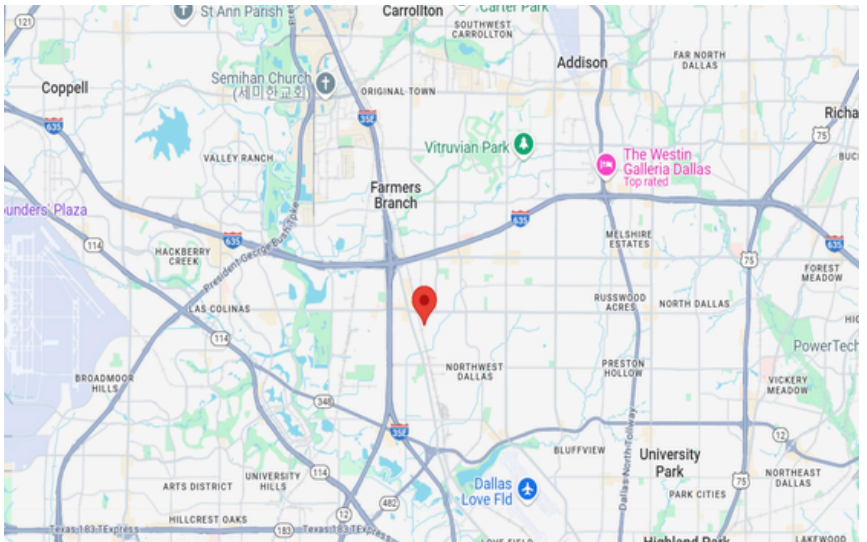 St Ann Parish
Carrollton
Carter Park
121
SOUTHWEST
CARROLLTON
Addison
FAR NORTH
DALLAS
Coppell
Semihan Church
(세미한교회)
ORIGINAL TOWN
635
35E
Richa
75
Vitruvian Park
VALLEY RANCH
The Westin
Galleria Dallas
Top rated
BUC
Farmers
Branch
ounders' Plaza
635
114
HACKBERRY
CREEK
635
President George Bush Tpke
MELSHIRE
ESTATES
635
75
FOREST
MEADOW
LAS COLINAS
RUSSWOOD
ACRES
NORTH DALLAS
HIG
114
PowerTech
NORTHWEST
DALLAS
PRESTON
HOLLOW
BROADMOOR
HILLS
VICKERY
MEADOW
348
35E
12
BLUFFVIEW
University
Park
Dallas North Tollway
114
UNIVERSITY
HILLS
ARTS DISTRICT
Dallas
Love Fld
75
NORTHEAST
DALLAS
PARK CITIES
482
HILLCREST OAKS
12
Texas 183 TExpress
183
Texas 183 TExpress
LOVE FIELD
Highland Park
LAKEWOOD